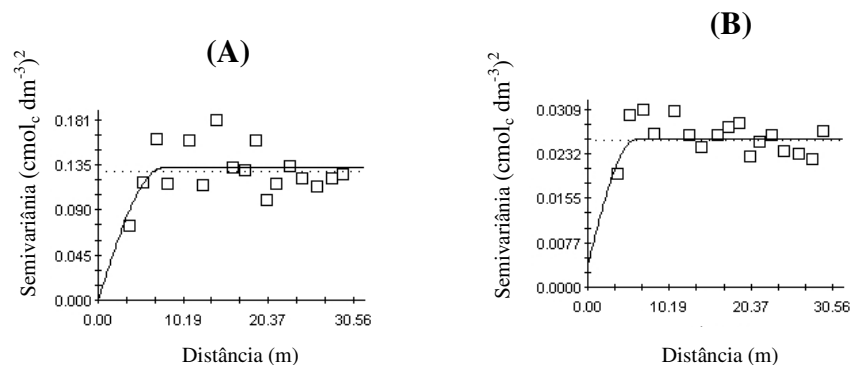 (A)
Semivariânia (cmolc dm-3)2
0.181
0.135
0.090
0.045
0.000
0.00 10.19 20.37 30.56
Distância (m)
(B)
Semivariânia (cmolc dm-3)2
0.0309
0.0232
0.0155
0.0077
0.0000
0.00 10.19 20.37 30.56
Distância (m)